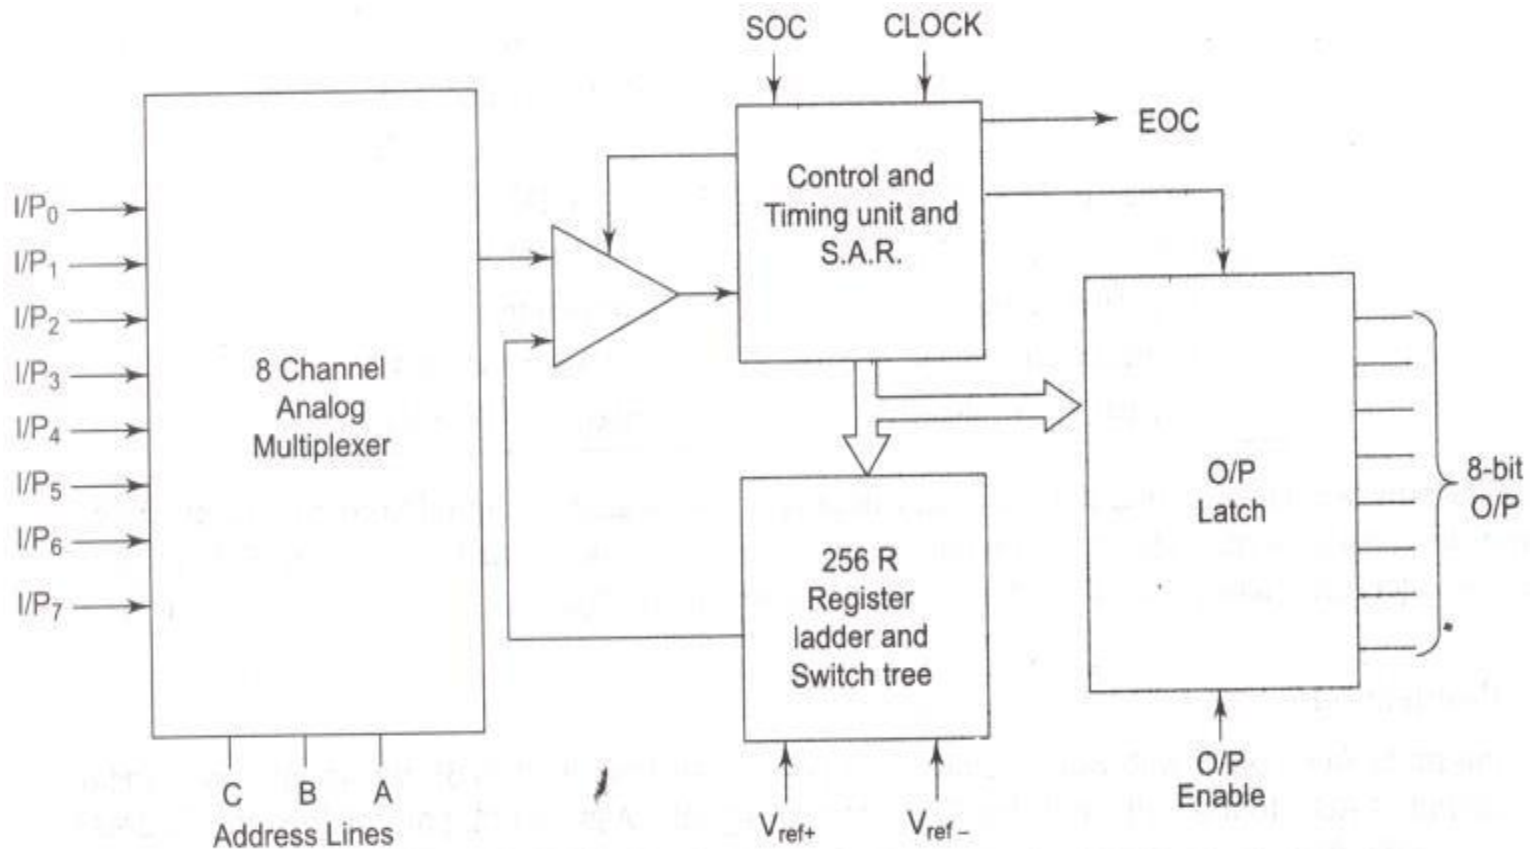 SOC
CLOCK
EOC
Control and
Timing unit and
S.A.R.
I/P0
I/P1
I/P2
I/P3
I/P4
I/P5
I/P6
I/P7
8 Channel
Analog
Multiplexer
O/P
Latch
8-bit
O/P
256 R
Register
ladder and
Switch tree
C B A
Address Lines
Vref+
Vref –
O/P
Enable